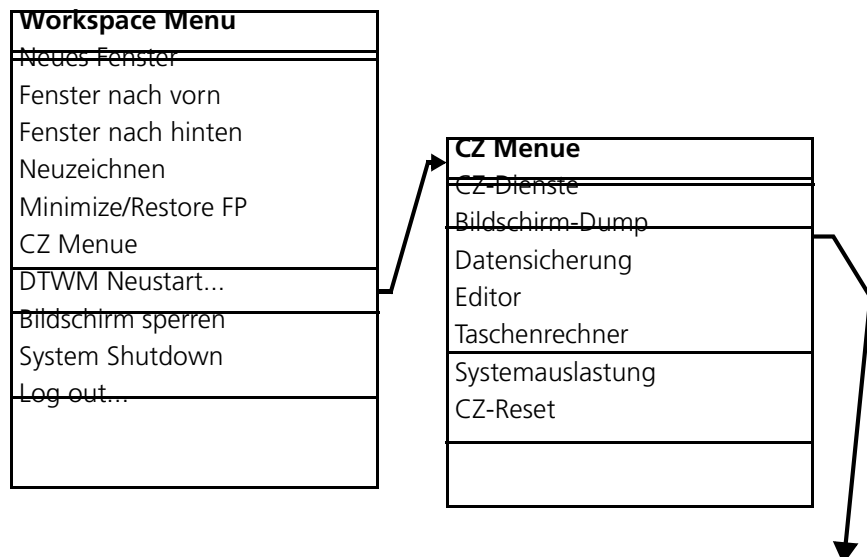 Workspace Menu
Neues Fenster
Fenster nach vorn
Fenster nach hinten
Neuzeichnen
Minimize/Restore FP
CZ Menue
DTWM Neustart...
Bildschirm sperren
System Shutdown
Log out...
CZ Menue
CZ-Dienste
Bildschirm-Dump
Datensicherung
Editor
Taschenrechner
Systemauslastung
CZ-Reset